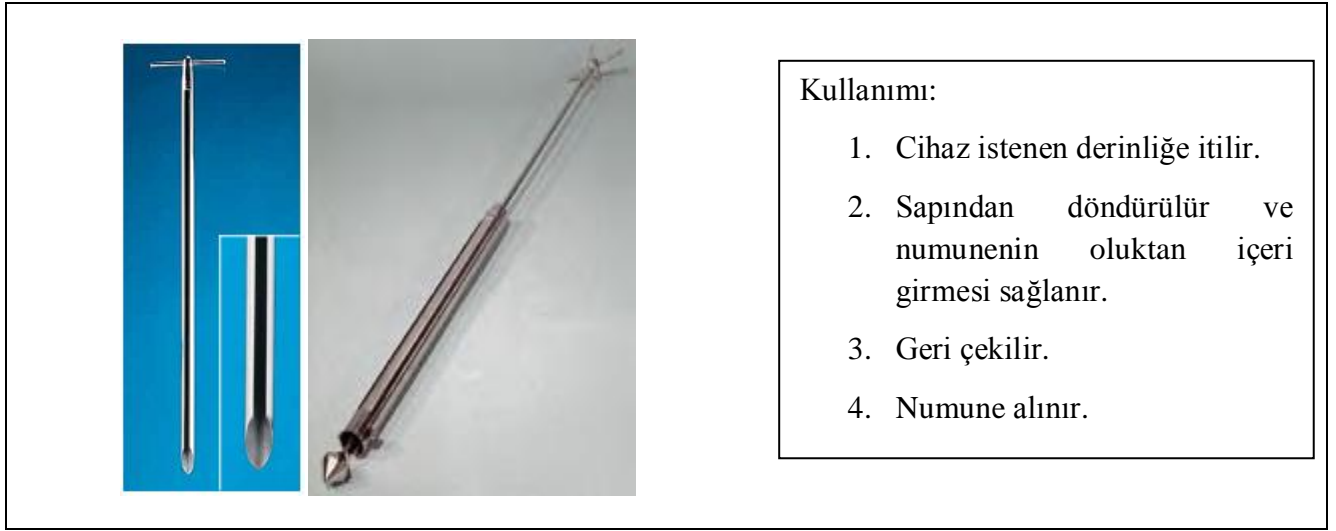 Kullanımı:
1. Cihaz istenen derinliğe itilir.
2. Sapından döndürülür ve
numunenin oluktan içeri
girmesi sağlanır.
3. Geri çekilir.
4. Numune alınır.